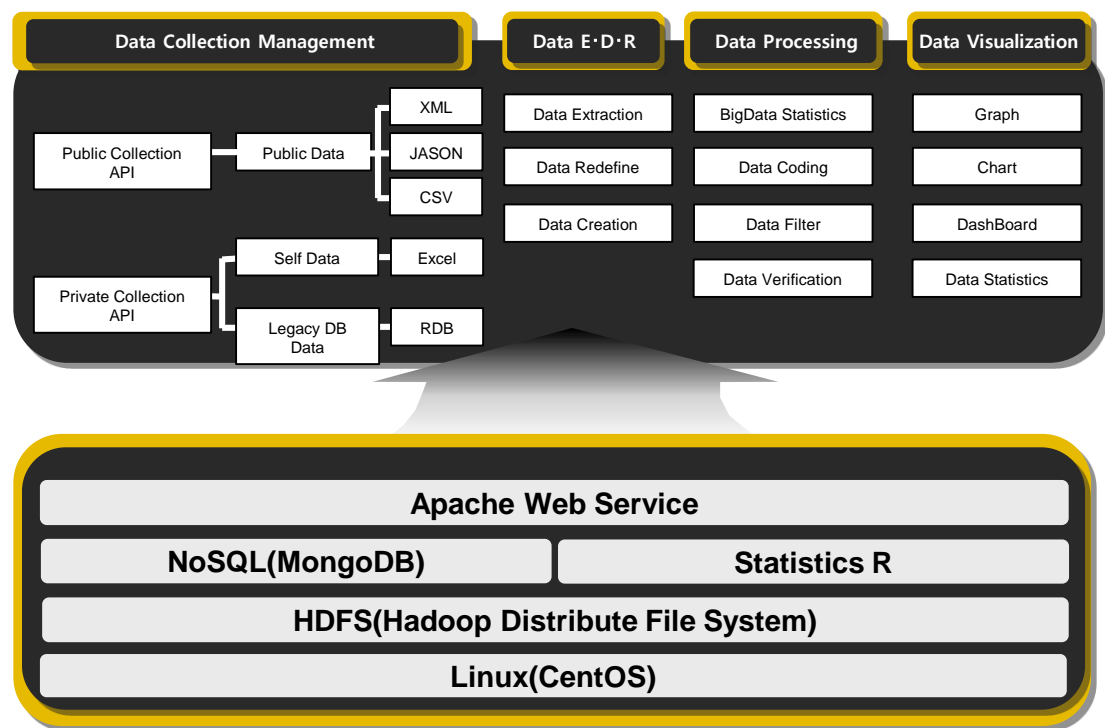 Data Collection Management
Data E·D·R
Data Processing
Data Visualization
Public Collection
API
Public Data
XML
JASON
CSV
Private Collection
API
Self Data
Excel
Legacy DB
Data
RDB
Data Extraction
Data Redefine
Data Creation
BigData Statistics
Data Coding
Data Filter
Data Verification
Graph
Chart
DashBoard
Data Statistics
Apache Web Service
NoSQL(MongoDB)
Statistics R
HDFS(Hadoop Distribute File System)
Linux(CentOS)